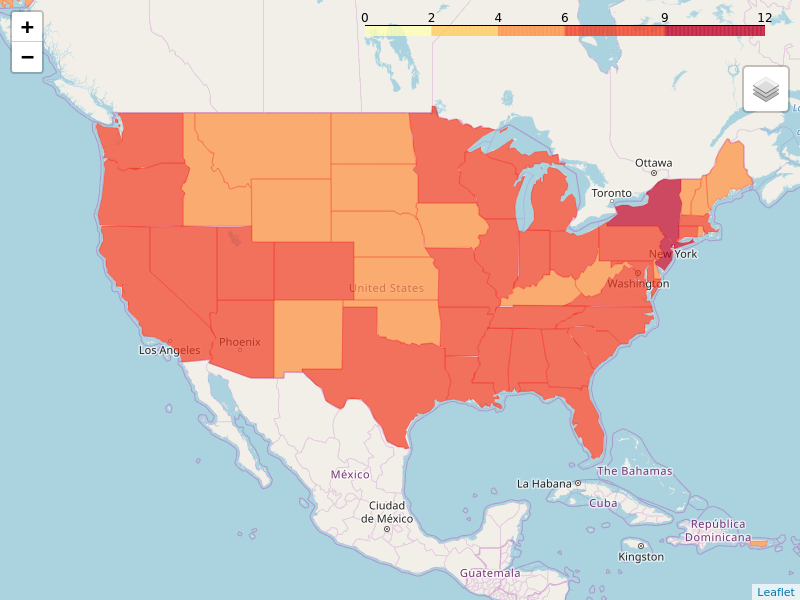 +
−
0 2 4 6 9 12
Ottawa
Toronto
New York
Washington
United States
Los Angeles
Phoenix
México
Ciudad
de México
La Habana
The Bahamas
Cuba
República
Dominicana
Kingston
Guatemala
Leaflet